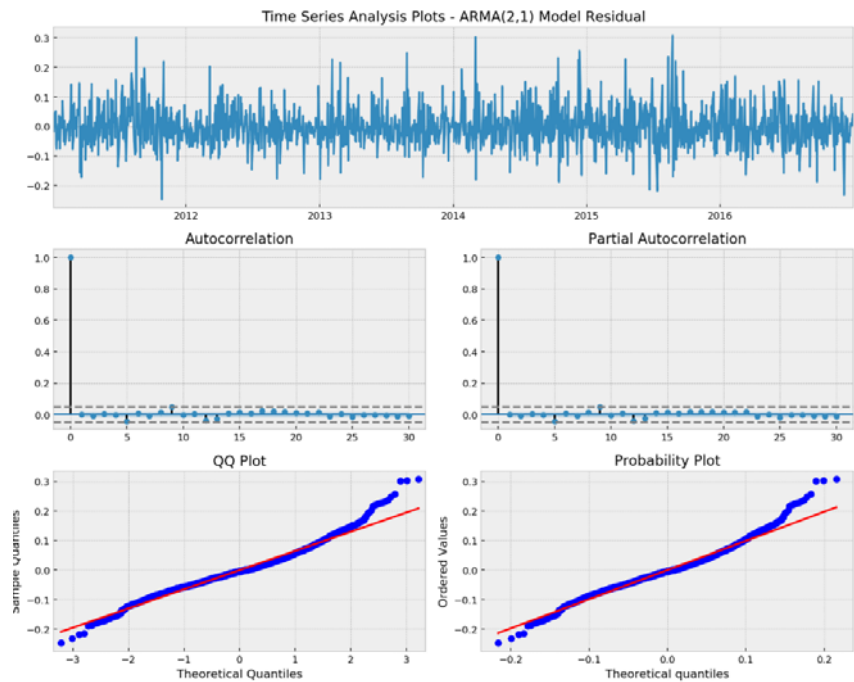 Time Series Analysis Plots - ARMA(2,1) Model Residual
0.3
0.2
0.1
0.0
−0.1
−0.2
2012 2013 2014 2015 2016
Autocorrelation
1.0
0.8
0.6
0.4
0.2
0.0
0 5 10 15 20 25 30
Partial Autocorrelation
1.0
0.8
0.6
0.4
0.2
0.0
0 5 10 15 20 25 30
QQ Plot
Sample Quantiles
0.3
0.2
0.1
0.0
−0.1
−0.2
−3 −2 −1 0 1 2 3
Theoretical Quantiles
Probability Plot
Ordered Values
0.3
0.2
0.1
0.0
−0.1
−0.2
−0.2 −0.1 0.0 0.1 0.2
Theoretical quantiles